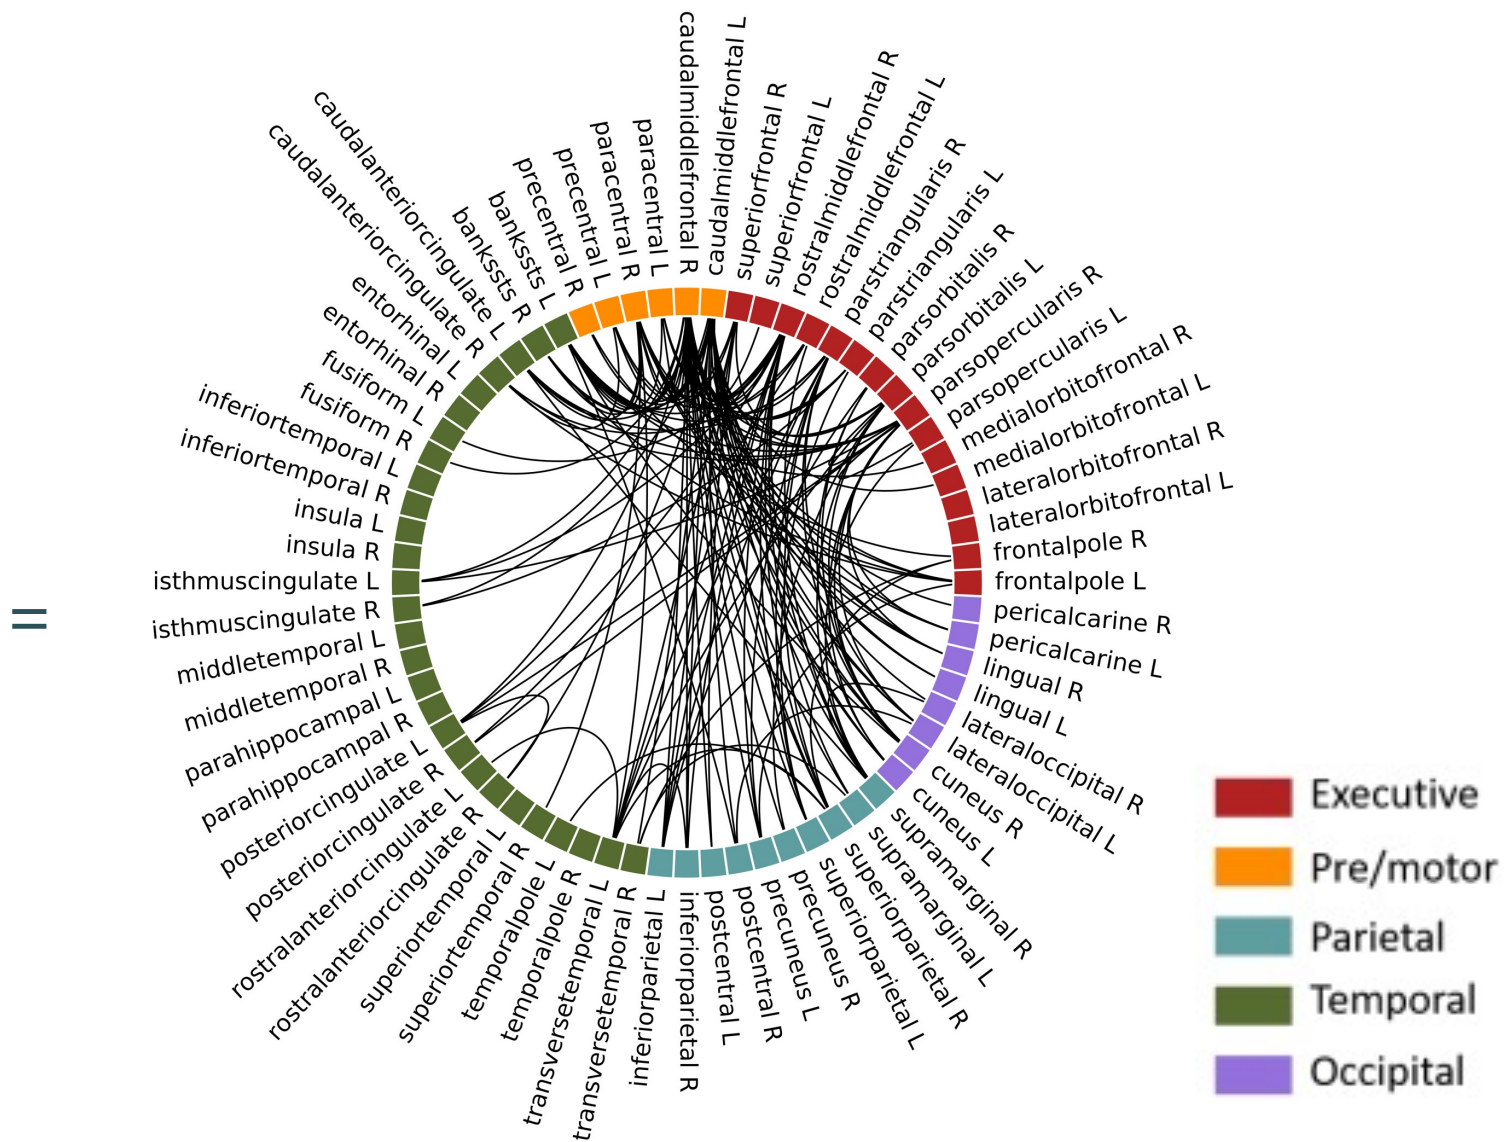 caudalmiddlefrontal R
caudalmiddlefrontal L
superiorfrontal R
superiorfrontal L
rostralmiddlefrontal R
rostralmiddlefrontal L
parstriangularis R
parstriangularis L
parsorbitalis R
parsorbitalis L
parsopercularis R
parsopercularis L
medialorbitofrontal R
medialorbitofrontal L
lateralorbitofrontal R
lateralorbitofrontal L
frontalpole R
frontalpole L
pericalcarine R
pericalcarine L
lingual R
lingual L
lateraloccipital R
lateraloccipital L
cuneus R
cuneus L
supramarginal R
supramarginal L
superiorparietal R
superiorparietal L
precuneus R
precuneus L
postcentral R
postcentral L
inferiorparietal R
inferiorparietal L
transversetemporal R
transversetemporal L
temporalpole R
temporalpole L
superiortemporal R
superiortemporal L
rostralanteriorcingulate R
rostralanteriorcingulate L
posteriorcingulate R
posteriorcingulate L
parahippocampal R
parahippocampal L
middletemporal R
middletemporal L
isthmuscingulate R
isthmuscingulate L
insula R
insula L
inferiortemporal R
inferiortemporal L
fusiform R
fusiform L
entorhinal R
entorhinal L
caudalanteriorcingulate R
caudalanteriorcingulate L
bankssts R
bankssts L
precentral R
precentral L
paracentral R
paracentral L
=
Executive
Pre/motor
Parietal
Temporal
Occipital